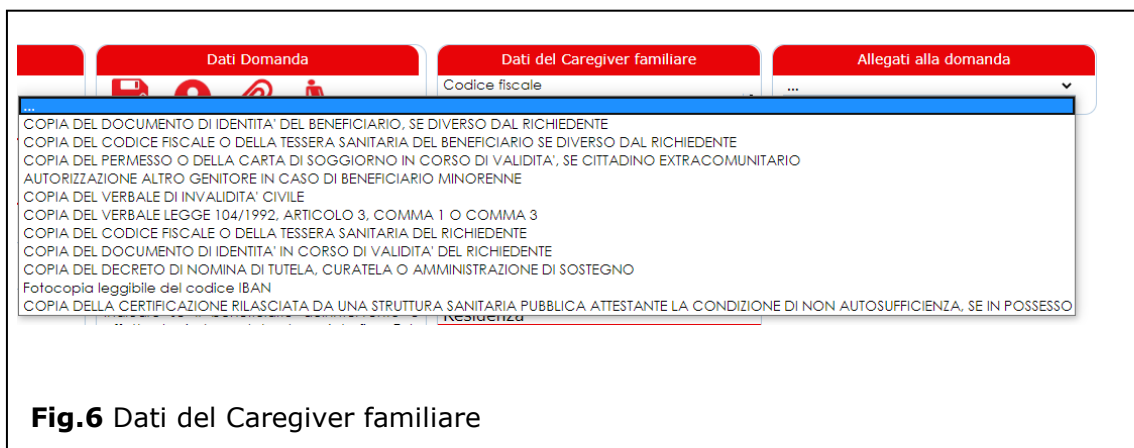 Dati Domanda
Dati del Caregiver familiare
Allegati alla domanda
Codice fiscale
...
...
COPIA DEL DOCUMENTO DI IDENTITA' DEL BENEFICIARIO, SE DIVERSO DAL RICHIEDENTE
COPIA DEL CODICE FISCALE O DELLA TESSERA SANITARIA DEL BENEFICIARIO SE DIVERSO DAL RICHIEDENTE
COPIA DEL PERMESSO O DELLA CARTA DI SOGGIORNO IN CORSO DI VALIDITA', SE CITTADINO EXTRACOMUNITARIO
AUTORIZZAZIONE ALTRO GENITORE IN CASO DI BENEFICIARIO MINORENNE
COPIA DEL VERBALE DI INVALIDITA' CIVILE
COPIA DEL VERBALE LEGGE 104/1992, ARTICOLO 3, COMMA 1 O COMMA 3
COPIA DEL CODICE FISCALE O DELLA TESSERA SANITARIA DEL RICHIEDENTE
COPIA DEL DOCUMENTO DI IDENTITA' IN CORSO DI VALIDITA' DEL RICHIEDENTE
COPIA DEL DECRETO DI NOMINA DI TUTELA, CURATELA O AMMINISTRAZIONE DI SOSTEGNO
Fotocopia leggibile del codice IBAN
COPIA DELLA CERTIFICAZIONE RILASCIATA DA UNA STRUTTURA SANITARIA PUBBLICA ATTESTANTE LA CONDIZIONE DI NON AUTOSUFFICIENZA, SE IN POSSESSO
Residenza
Fig.6 Dati del Caregiver familiare